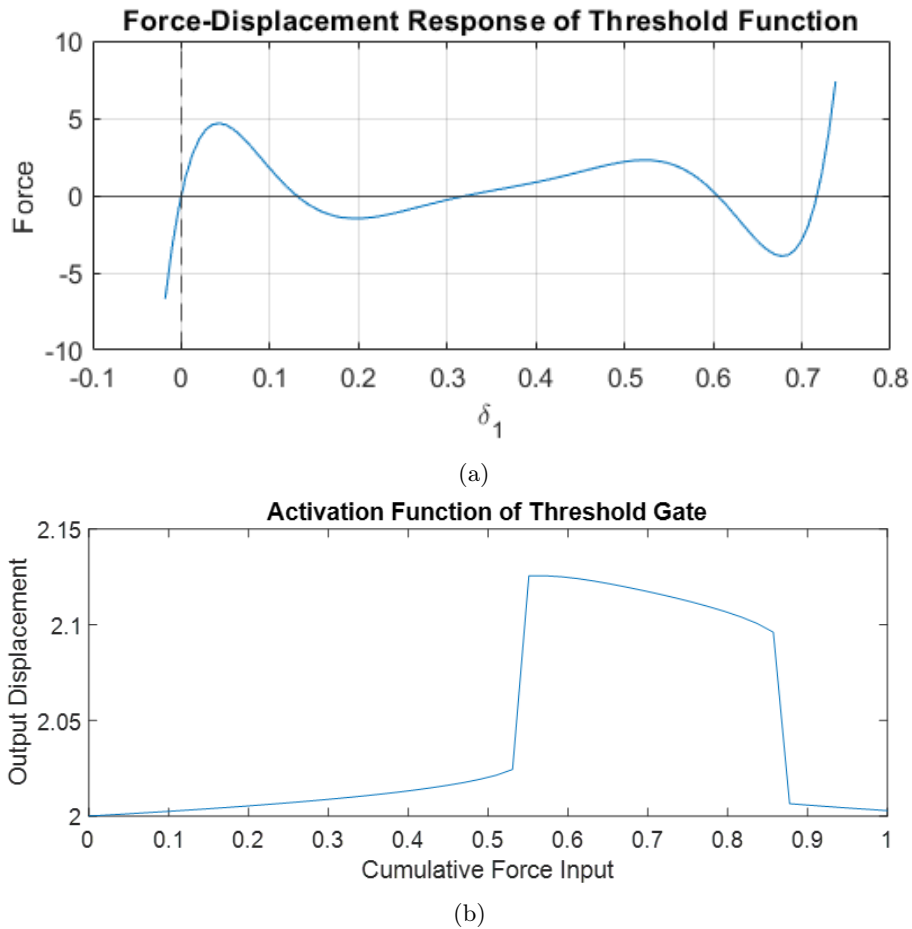 Force-Displacement Response of Threshold Function
10
5
0
-5
-10
Force
-0.1 0 0.1 0.2 0.3 0.4 0.5 0.6 0.7 0.8
δ1
(a)
Activation Function of Threshold Gate
2.15
2.1
2.05
2
Output Displacement
0 0.1 0.2 0.3 0.4 0.5 0.6 0.7 0.8 0.9 1
Cumulative Force Input
(b)